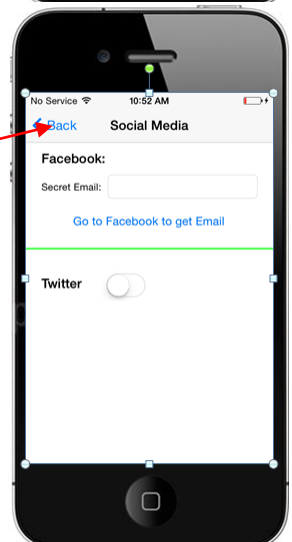 No Service 10:52 AM
Back Social Media
Facebook:
Secret Email:
Go to Facebook to get Email
Twitter